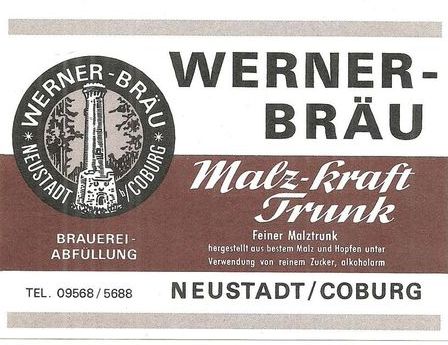 WERNER-BRÄU
* NEUSTADT b/COBURG *
WERNER-
BRÄU
Malz-kraft
Trunk
Feiner Malztrunk
hergestellt aus bestem Malz und Hopfen unter
Verwendung von reinem Zucker, alkoholarm
BRAUEREI-
ABFÜLLUNG
TEL. 09568/5688
NEUSTADT/COBURG